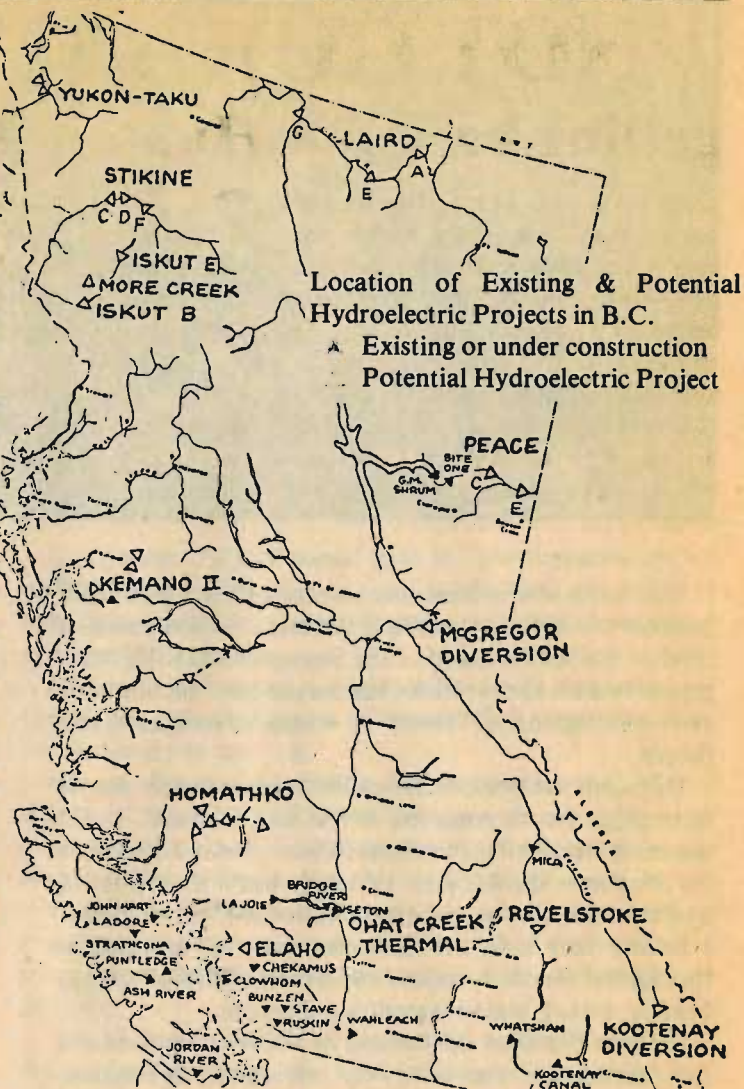 YUKON-TAKU
G
LAIRD
A
E
STIKINE
C D F
ISKUT E
MORE CREEK
ISKUT B
Location of Existing & Potential
Hydroelectric Projects in B.C.
Existing or under construction
Potential Hydroelectric Project
PEACE
BITE
ONE
G.M.
SHRUM
C
E
KEMANO II
McGREGOR
DIVERSION
HOMATHKO
ALBERTA
MICA
BRIDGE
RIVER
LAJOIE
SETON
JOHN HART
LADORE
HAT CREEK
THERMAL
REVELSTOKE
STRATHCONA
PUNTLEDGE
ELAHO
CHEKAMUS
CLOWHOM
ASH RIVER
BUNZEN
STAVE
RUSKIN
WAHLEACH
WHATSHAN
KOOTENAY
DIVERSION
JORDAN
RIVER
KOOTENAY
CANAL